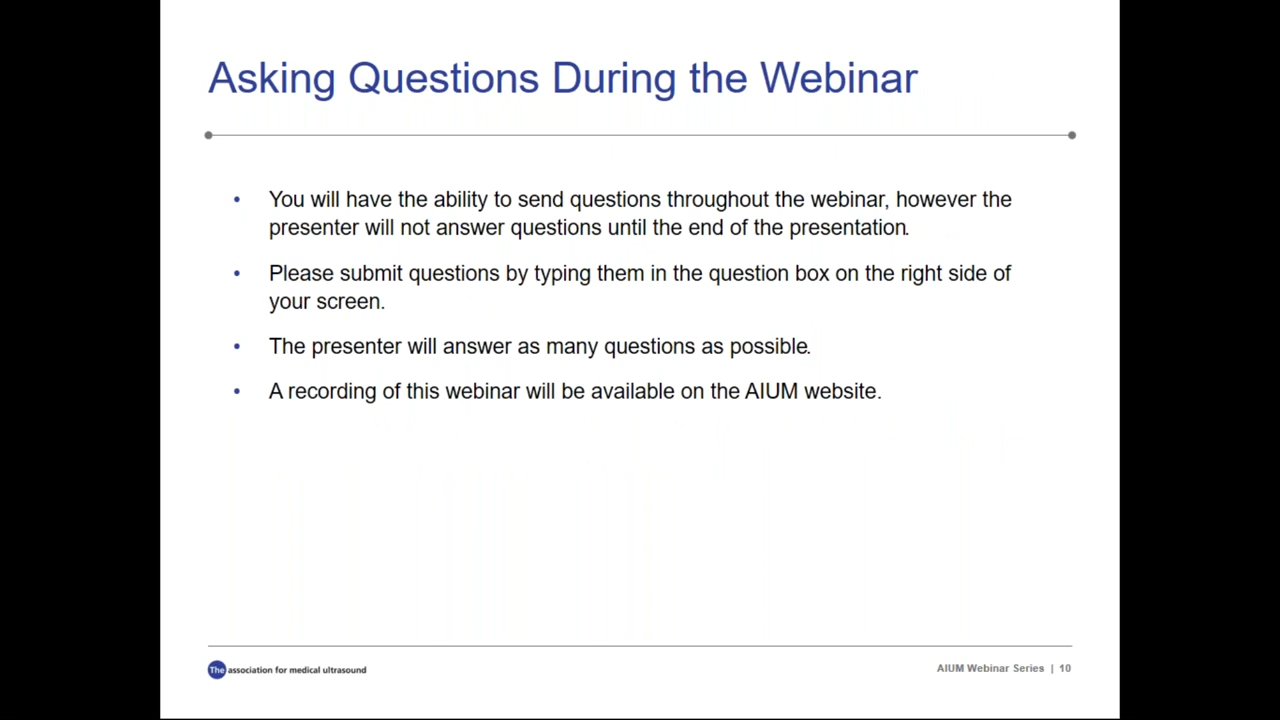 Asking Questions During the Webinar
• You will have the ability to send questions throughout the webinar, however the
presenter will not answer questions until the end of the presentation.
• Please submit questions by typing them in the question box on the right side of
your screen.
• The presenter will answer as many questions as possible.
• A recording of this webinar will be available on the AIUM website.
The association for medical ultrasound
AIUM Webinar Series | 10